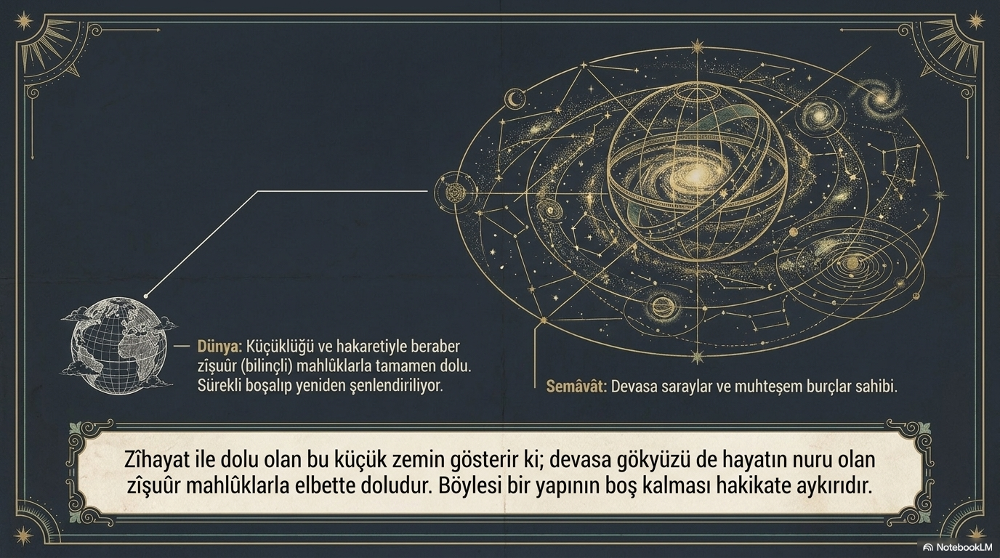 Dünya: Küçüklüğü ve hakaretiyle beraber
zîşuûr (bilinçli) mahlûklarla tamamen dolu.
Sürekli boşalıp yeniden şenlendiriliyor.
Semâvât: Devasa saraylar ve muhteşem burçlar sahibi.
Zîhayat ile dolu olan bu küçük zemin gösterir ki; devasa gökyüzü de hayatın nuru olan
zîşuûr mahlûklarla elbette doludur. Böylesi bir yapının boş kalması hakikate aykırıdır.
NotebookLM